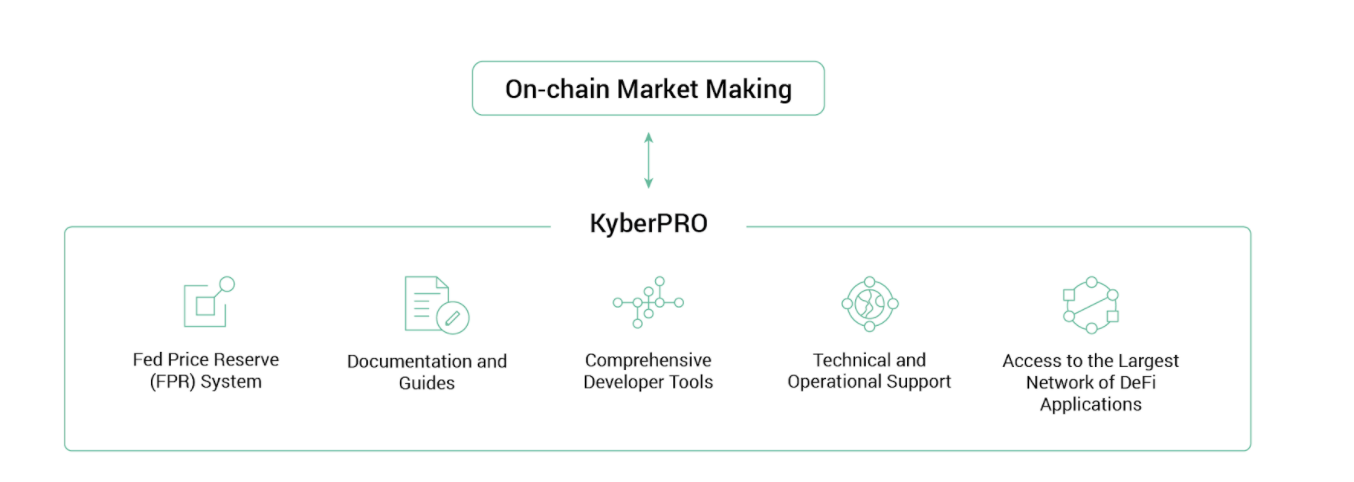 On-chain Market Making
KyberPRO
Fed Price Reserve
(FPR) System
Documentation and
Guides
Comprehensive
Developer Tools
Technical and
Operational Support
Access to the Largest
Network of DeFi
Applications